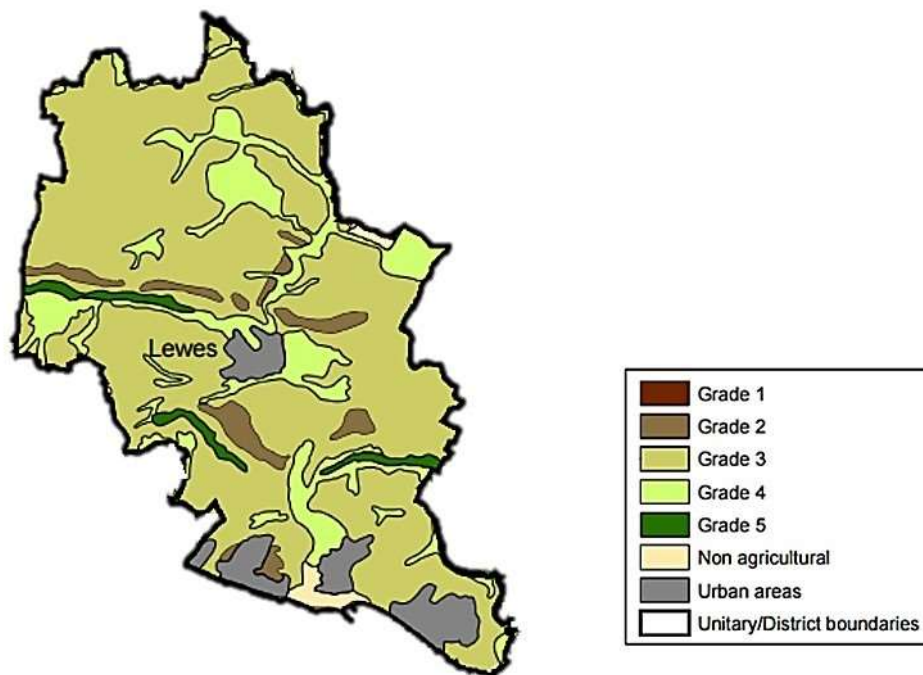 Lewes
Grade 1
Grade 2
Grade 3
Grade 4
Grade 5
Non agricultural
Urban areas
Unitary/District boundaries